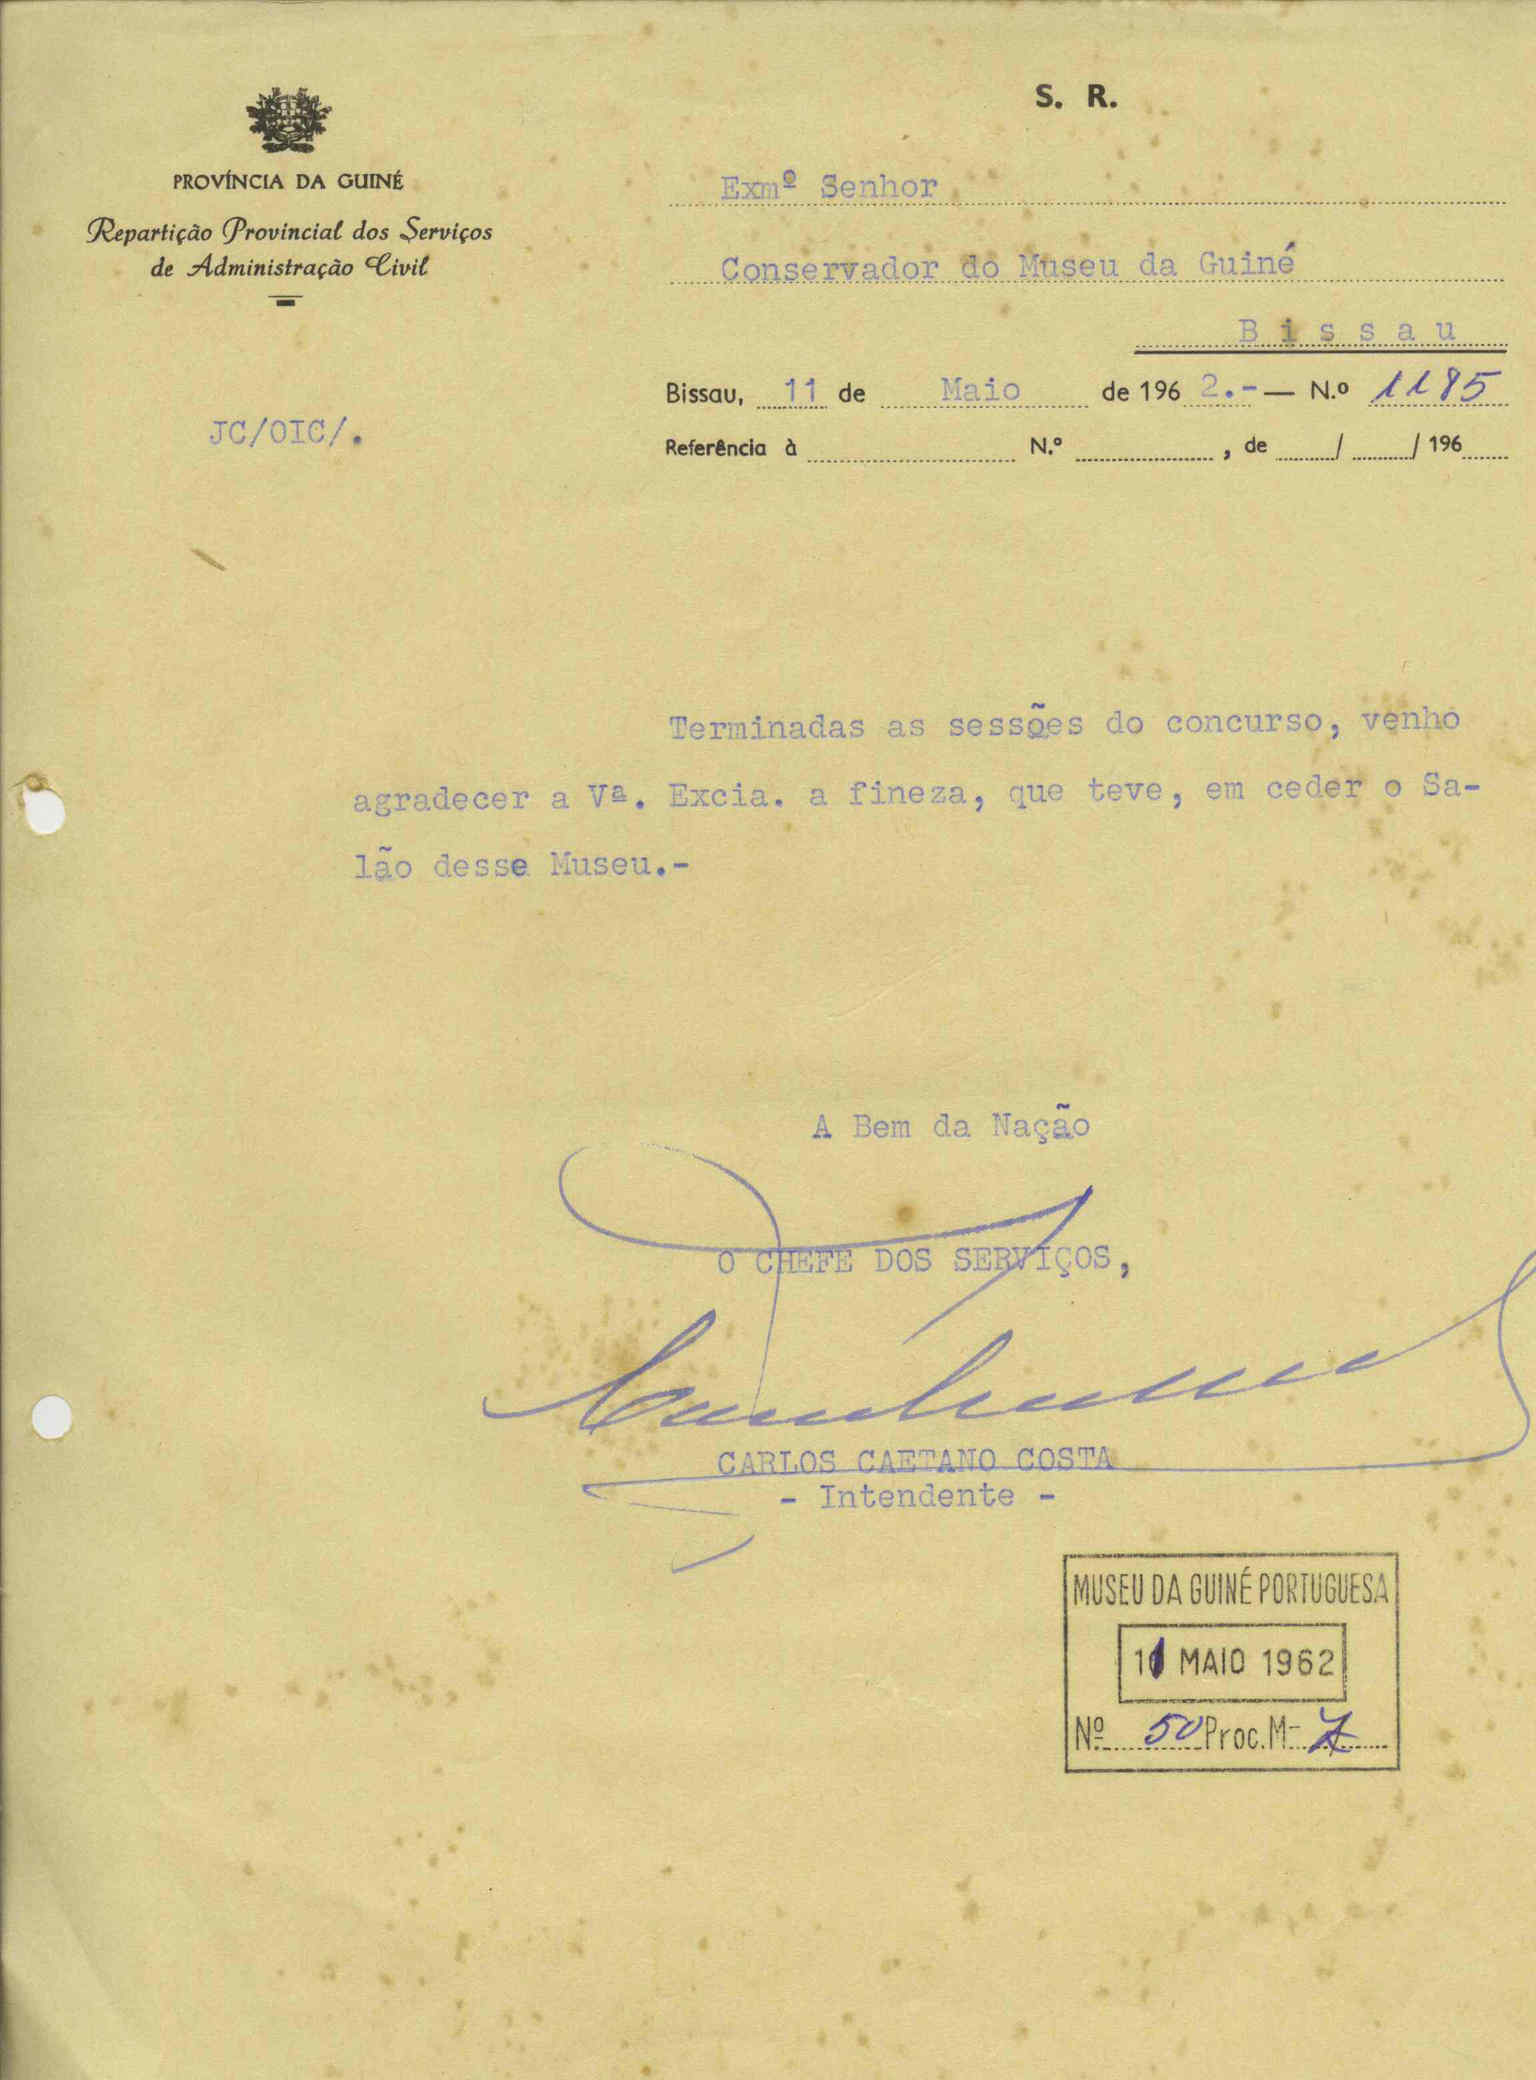 S. R.
PROVÍNCIA DA GUINÉ
Repartição Provincial dos Serviços
de Administração Civil
Exmº Senhor
Conservador do Museu da Guiné
B i s s a u
Bissau, 11 de Maio de 196 2.- — N.º 1185
JC/OIC/.
Referência à N.º , de / / 196
Terminadas as sessões do concurso, venho
agradecer a Vª. Excia. a fineza, que teve, em ceder o Sa-
lão desse Museu.-
A Bem da Nação
O CHEFE DOS SERVIÇOS,
CARLOS CAETANO COSTA
- Intendente -
MUSEU DA GUINÉ PORTUGUESA
11 MAIO 1962
Nº 50 Proc. M- 7